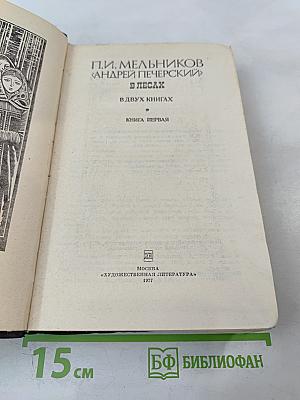 П.И. МЕЛЬНИКОВ
‹АНДРЕЙ ПЕЧЕРСКИЙ›
В ЛЕСАХ
В ДВУХ КНИГАХ
КНИГА ПЕРВАЯ
МОСКВА
«ХУДОЖЕСТВЕННАЯ ЛИТЕРАТУРА»
1977
15 см
БФ БИБЛИОФАН